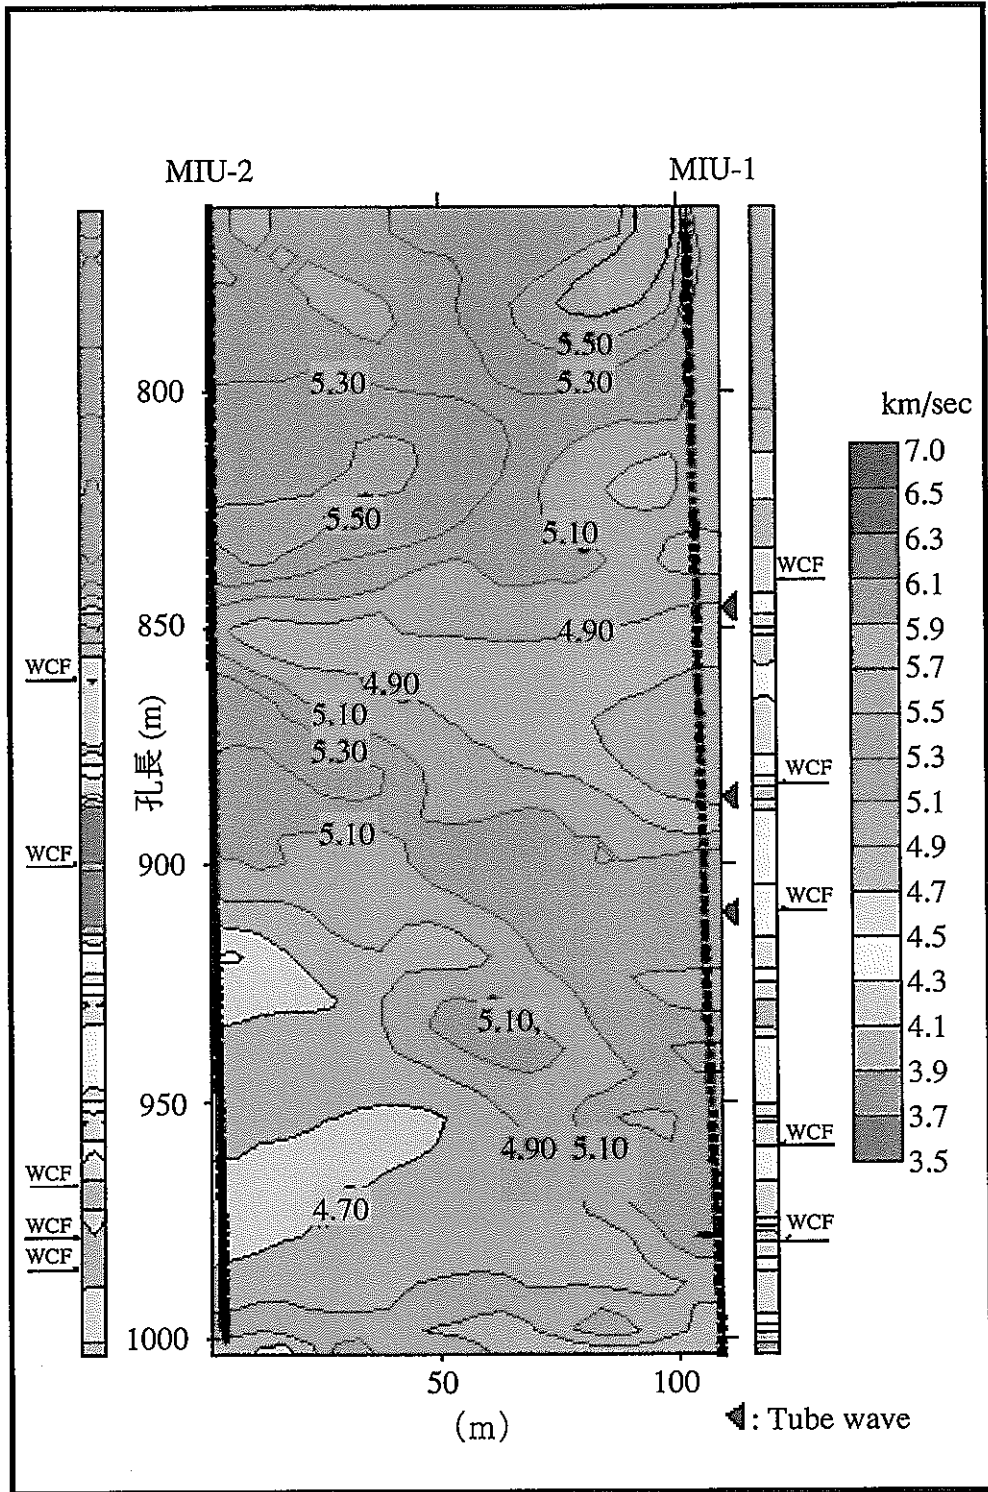 MIU-2
MIU-1
5.50
5.30
5.30
800
km/sec
7.0
6.5
5.50
5.10
6.3
WCF
6.1
850
4.90
5.9
WCF
4.90
5.7
5.10
5.5
孔長 (m)
5.30
5.3
WCF
5.1
5.10
4.9
WCF
900
4.7
WCF
4.5
4.3
5.10
4.1
3.9
950
3.7
4.90
5.10
WCF
3.5
WCF
4.70
WCF
WCF
WCF
1000
50
100
(m)
: Tube wave